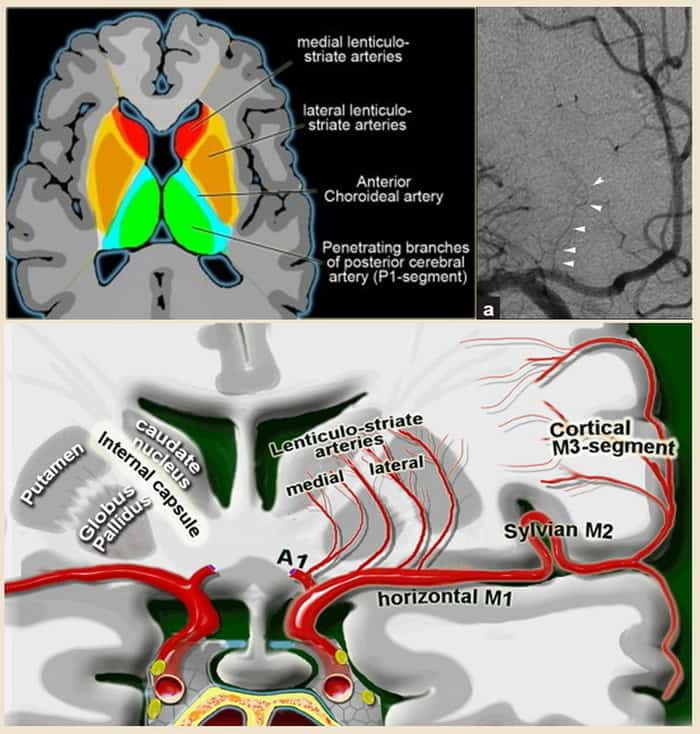 medial lenticulo-
striate arteries
lateral lenticulo-
striate arteries
Anterior
Choroideal artery
Penetrating branches
of posterior cerebral
artery (P1-segment)
a
Putamen
Globus
Pallidus
Internal capsule
caudate
nucleus
Lenticulo-striate
arteries
medial
lateral
A1
horizontal M1
Sylvian M2
Cortical
M3-segment